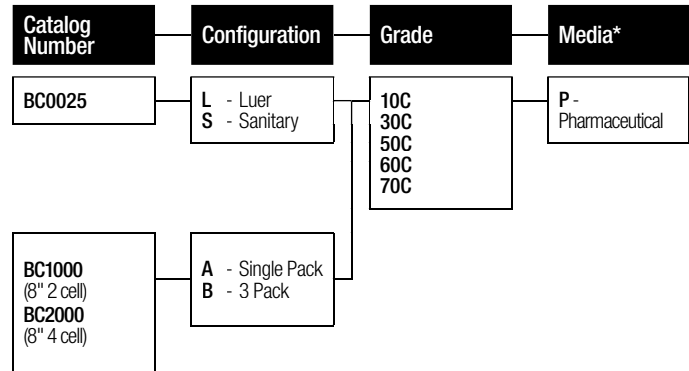 Catalog Number
Configuration
Grade
Media*
BC0025
L - Luer
S - Sanitary
10C
30C
50C
60C
70C
P -
Pharmaceutical
BC1000
(8" 2 cell)
BC2000
(8" 4 cell)
A - Single Pack
B - 3 Pack